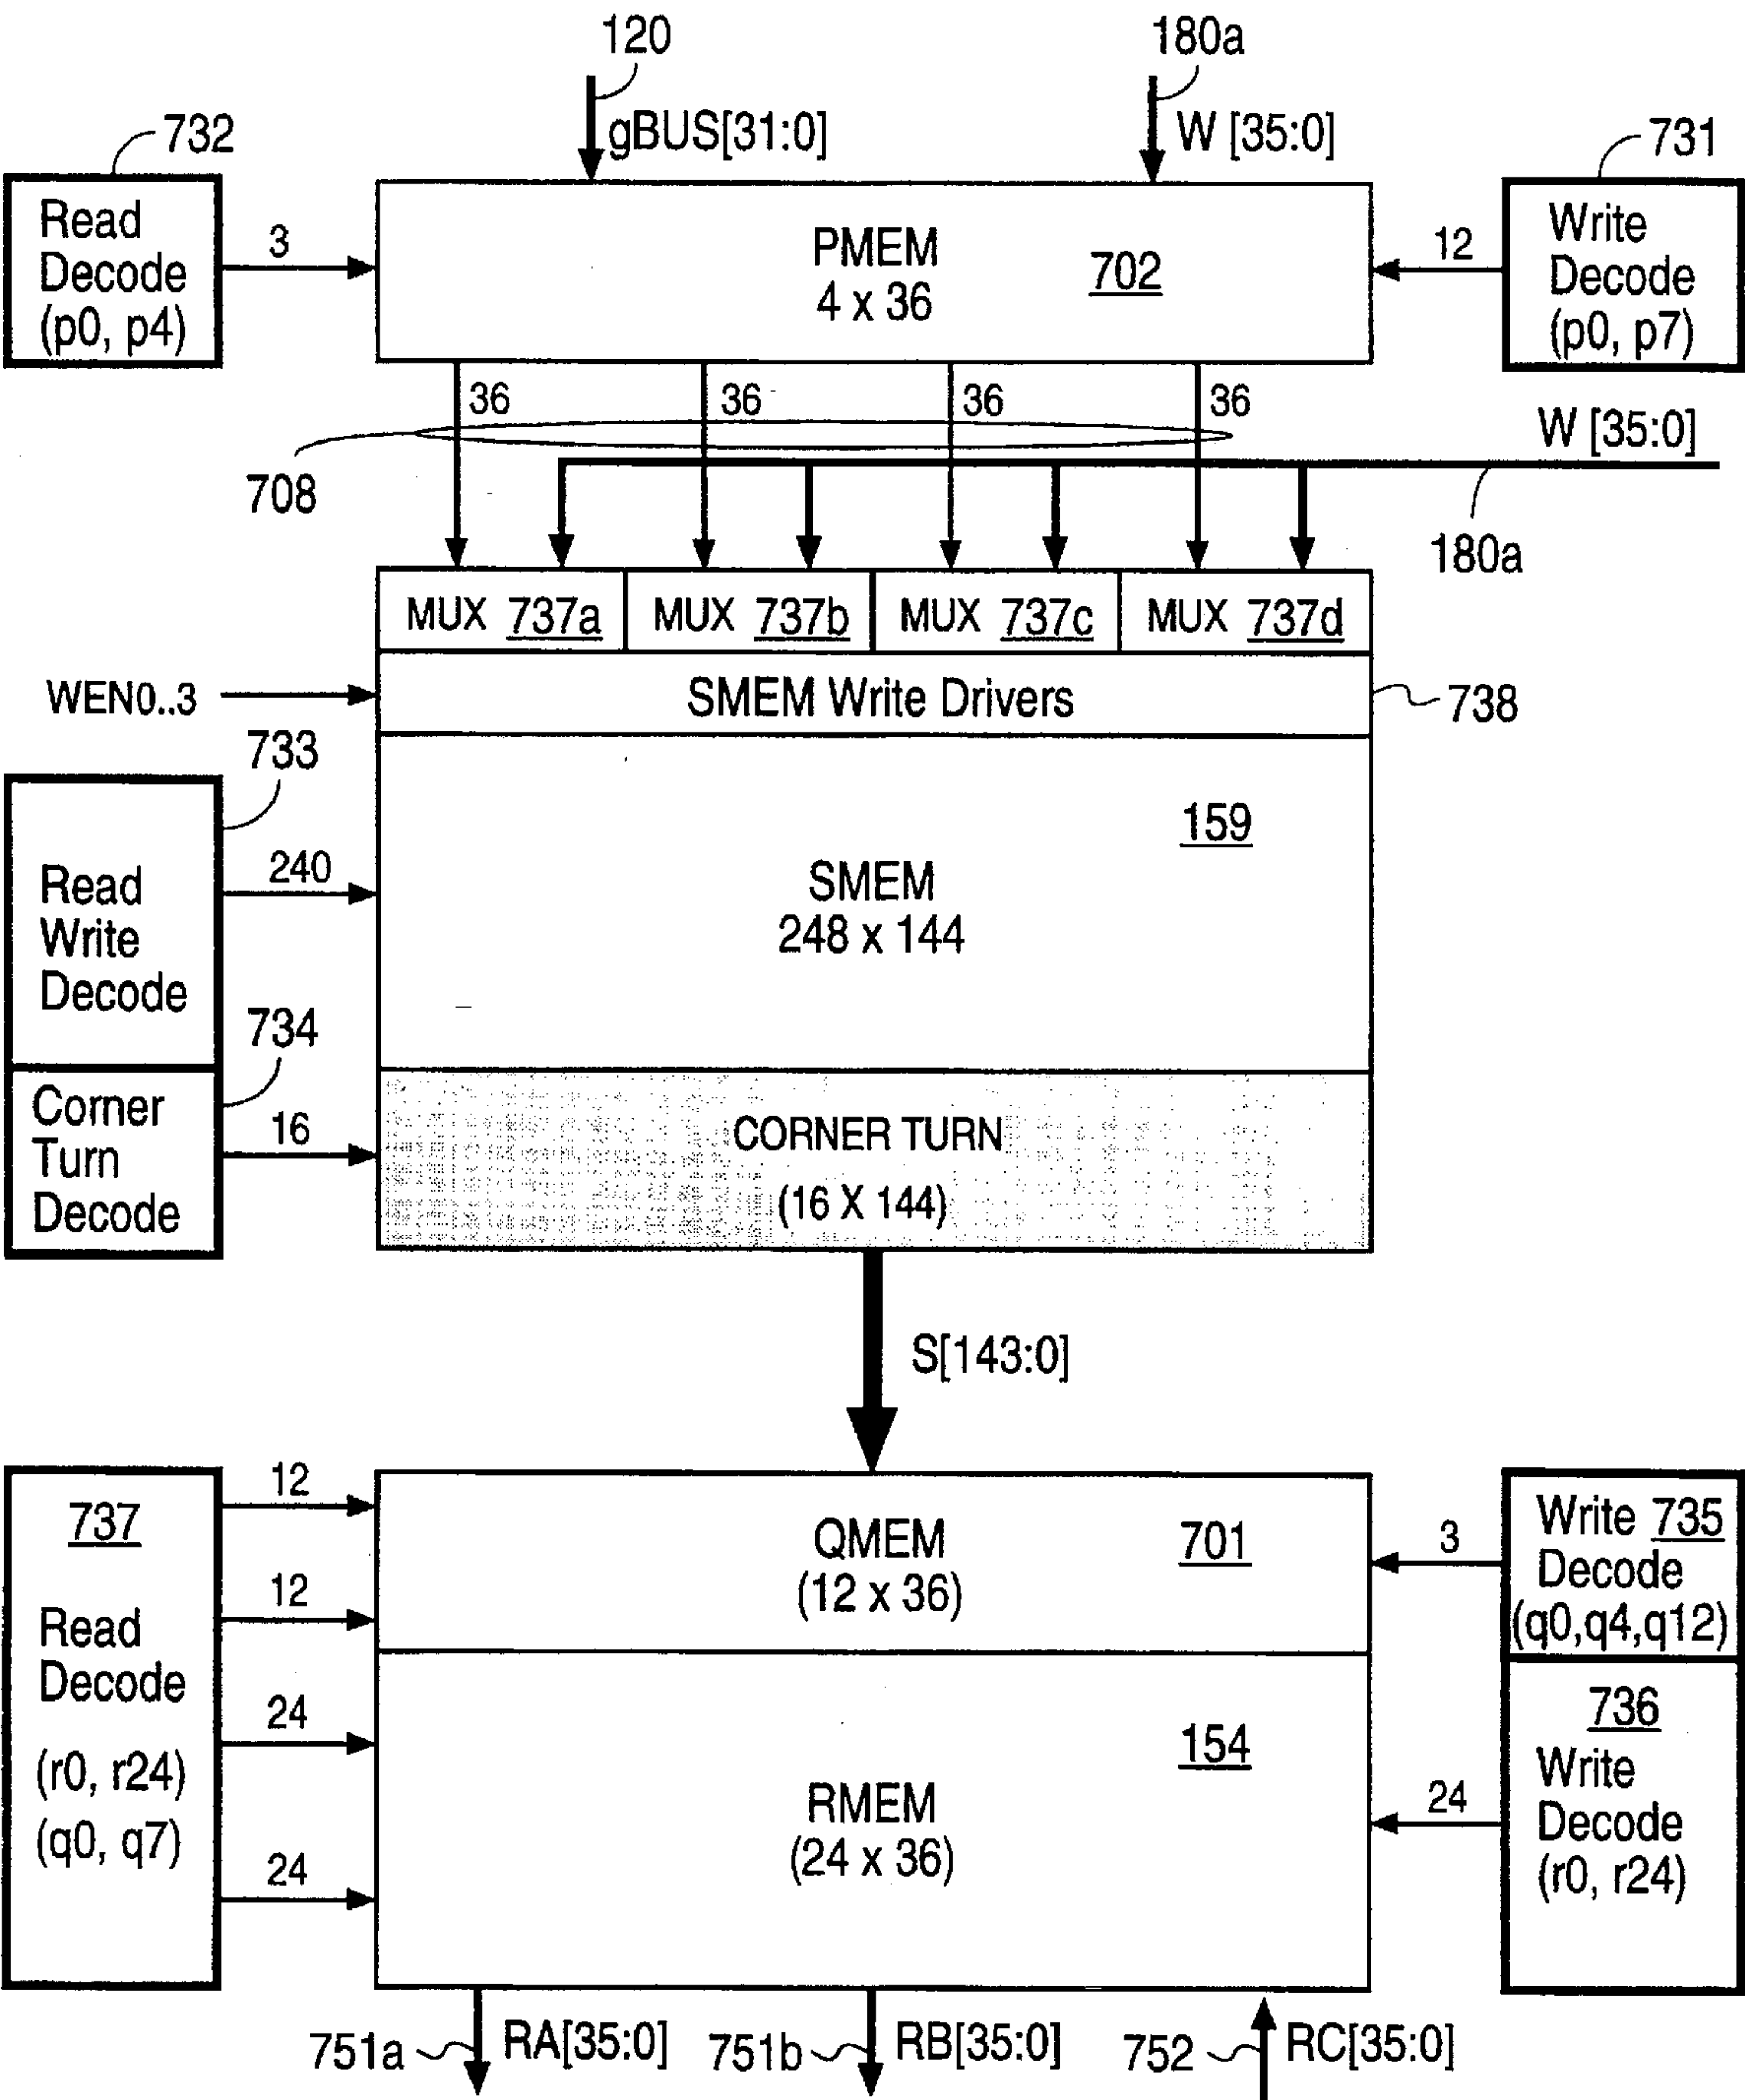 120
180a
gBUS[31:0]
W [35:0]
732
731
Read
Decode
(p0, p4)
3
PMEM
4 x 36
702
12
Write
Decode
(p0, p7)
36
36
36
36
708
W [35:0]
180a
MUX 737a
MUX 737b
MUX 737c
MUX 737d
WEN0..3
SMEM Write Drivers
738
733
159
Read
Write
Decode
240
SMEM
248 x 144
734
Corner
Turn
Decode
16
CORNER TURN
(16 X 144)
S[143:0]
737
Read
Decode
(r0, r24)
(q0, q7)
12
12
24
24
QMEM
(12 x 36)
701
3
Write 735
Decode
(q0,q4,q12)
RMEM
(24 x 36)
154
24
736
Write
Decode
(r0, r24)
751a
RA[35:0]
751b
RB[35:0]
752
RC[35:0]